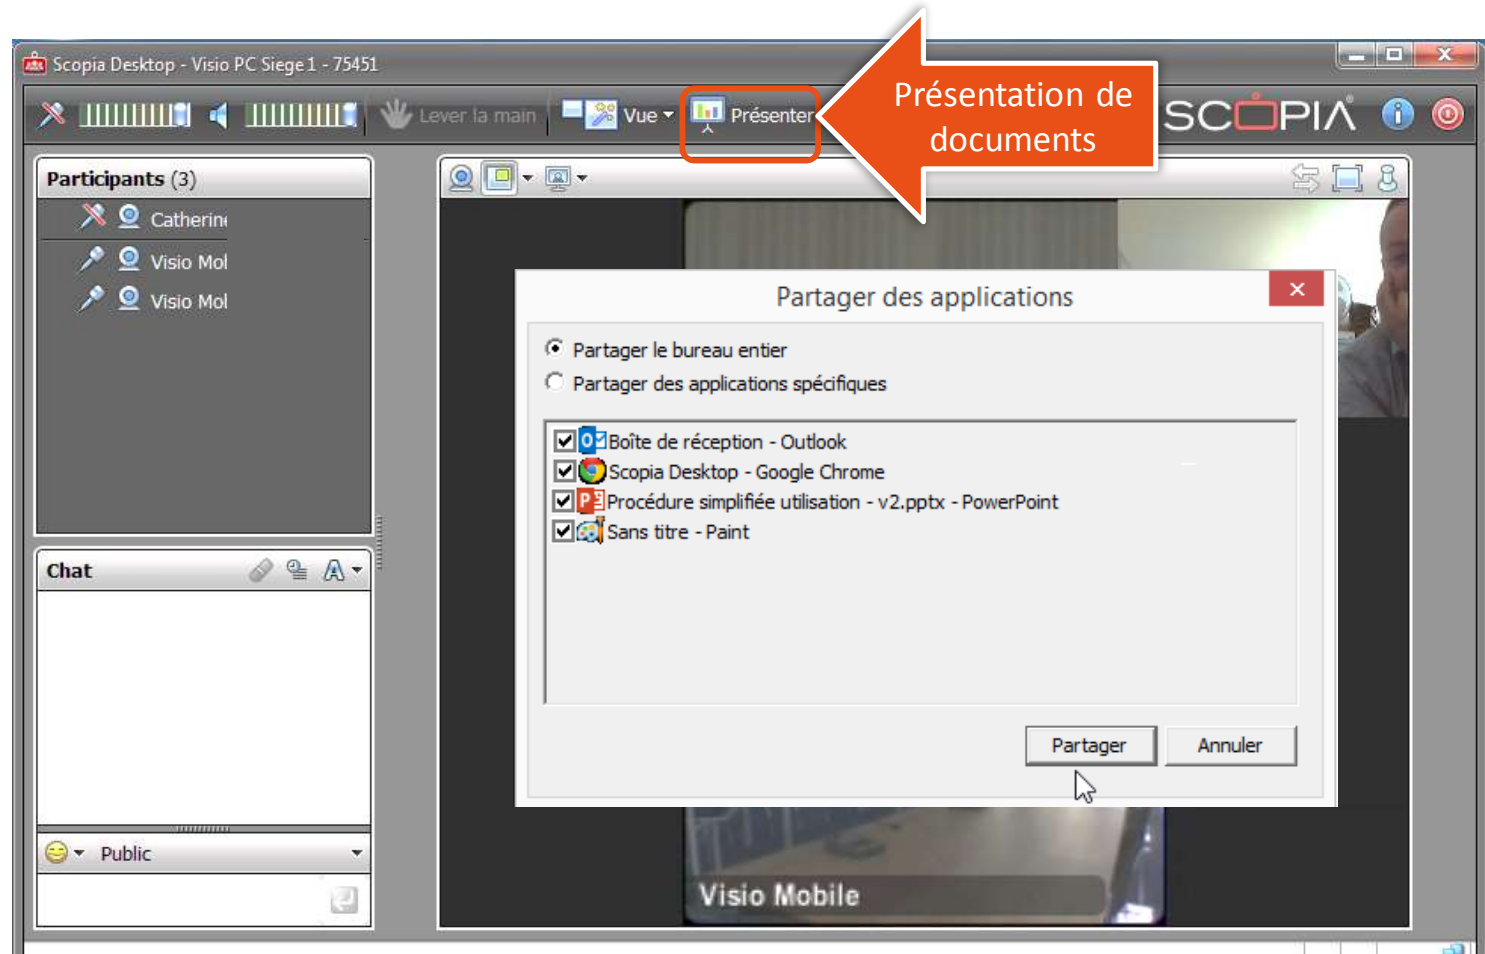 Scopia Desktop - Visio PC Siege 1 - 75451
Lever la main
Vue
Présenter
Présentation de
documents
SCOPIA
Participants (3)
Catherine
Visio Mol
Visio Mol
Partager des applications
Partager le bureau entier
Partager des applications spécifiques
Boîte de réception - Outlook
Scopia Desktop - Google Chrome
Procédure simplifiée utilisation - v2.pptx - PowerPoint
Sans titre - Paint
Partager
Annuler
Chat
Public
Visio Mobile